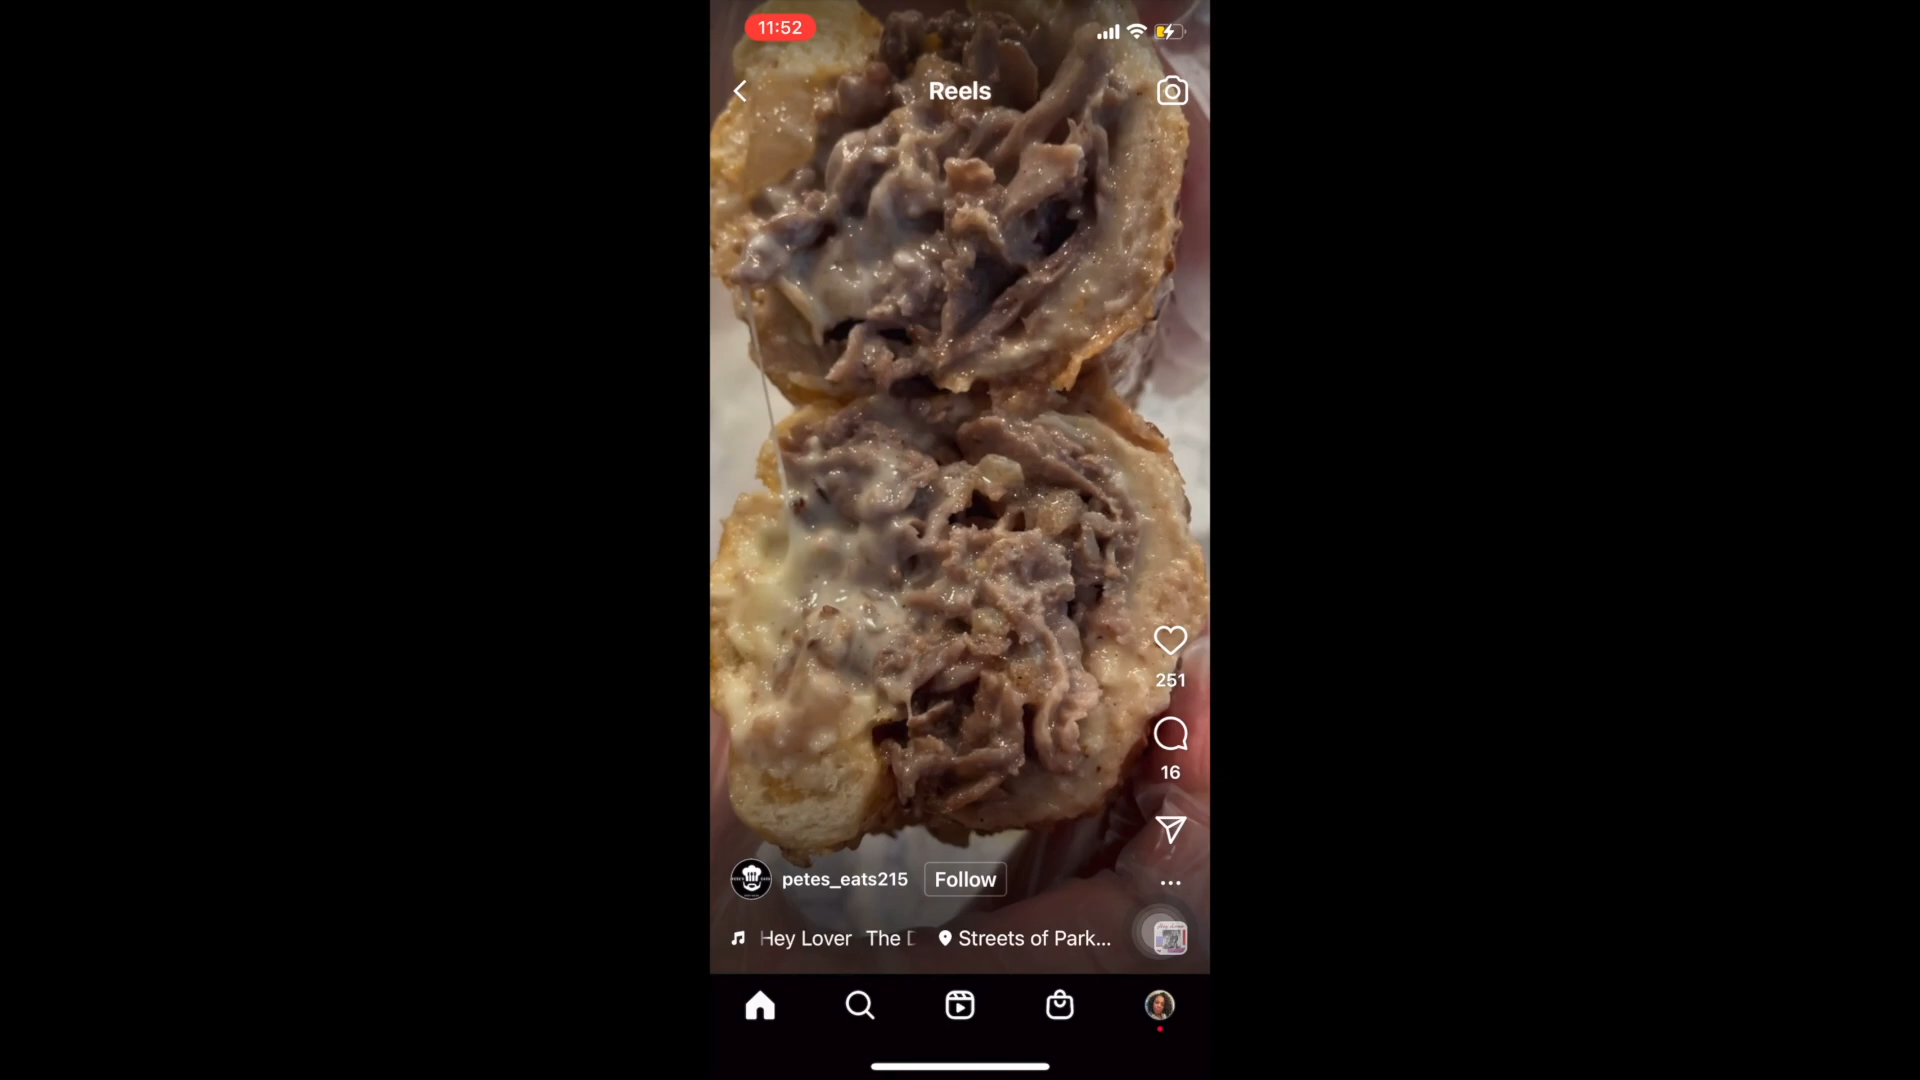 11:52
Reels
251
16
petes_eats215
Follow
Hey Lover The
Streets of Park...